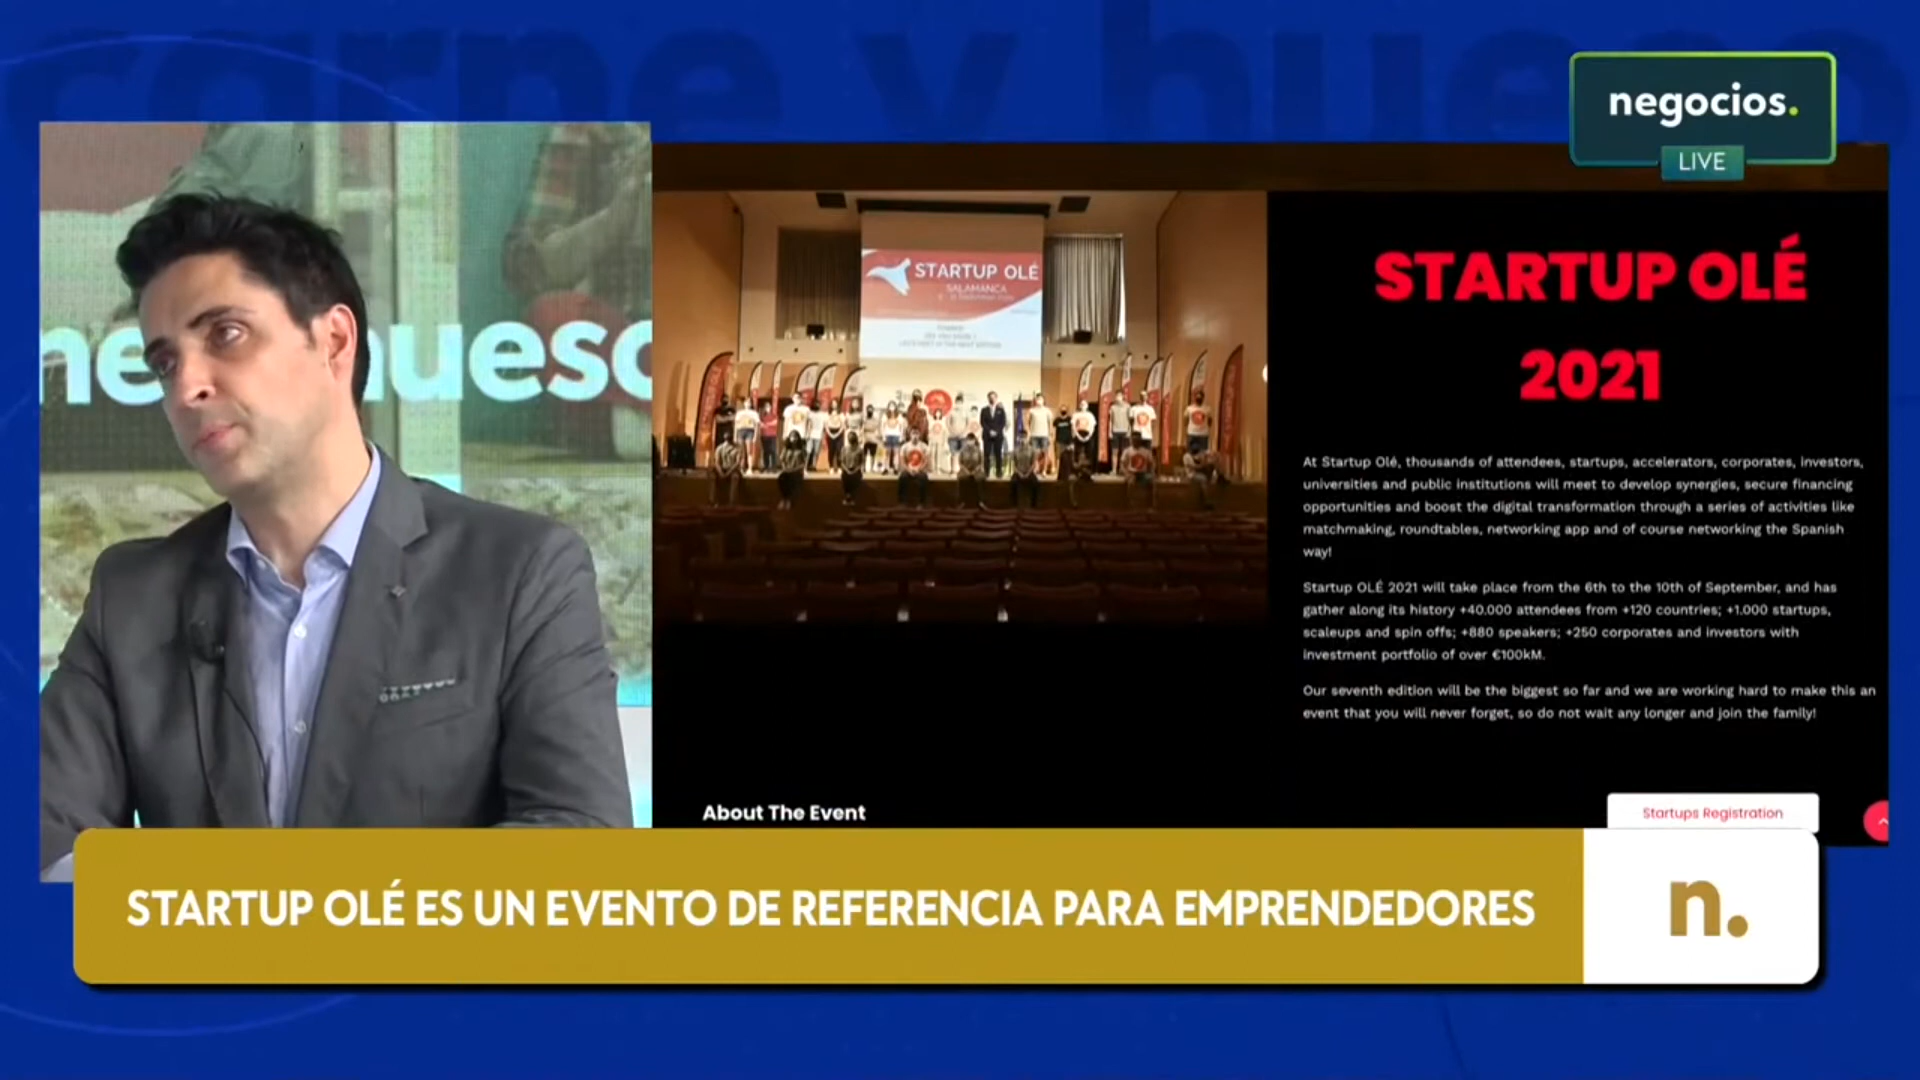 carne y hueso
negocios.
LIVE
ne hueso
STARTUP OLÉ
SALAMANCA
STARTUP OLÉ
2021
At Startup Olé, thousands of attendees, startups, accelerators, corporates, investors,
universities and public institutions will meet to develop synergies, secure financing
opportunities and boost the digital transformation through a series of activities like
matchmaking, roundtables, networking app and of course networking the Spanish
way!
Startup OLÉ 2021 will take place from the 6th to the 10th of September, and has
gather along its history +40.000 attendees from +120 countries; +1.000 startups,
scaleups and spin offs; +880 speakers; +250 corporates and investors with
investment portfolio of over €100kM.
Our seventh edition will be the biggest so far and we are working hard to make this an
event that you will never forget, so do not wait any longer and join the family!
About The Event
Startups Registration
STARTUP OLÉ ES UN EVENTO DE REFERENCIA PARA EMPRENDEDORES
n.